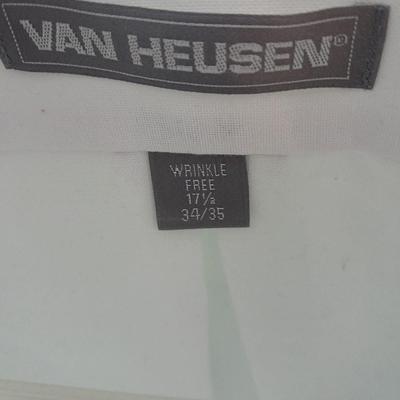 VAN HEUSEN®
WRINKLE
FREE
17½
34/35